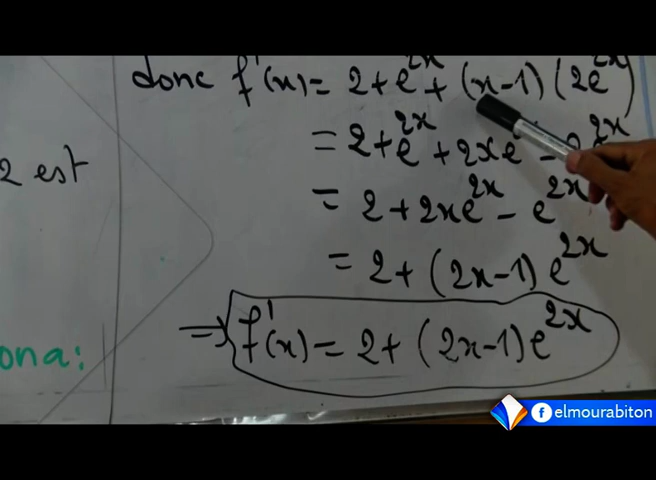 donc f'(x) = 2 + e^{2x} + (x-1)(2e^{2x})
= 2 + e^{2x} + 2xe - 2e^{2x}
2 est
= 2 + 2xe^{2x} - e^{2x}
= 2 + (2x-1)e^{2x}
⇒ f'(x) = 2 + (2x-1)e^{2x}
ona:
elmourabiton